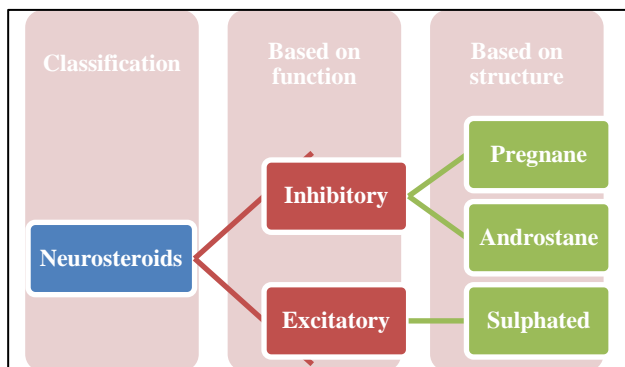 Classification
Based on
function
Based on
structure
Neurosteroids
Inhibitory
Excitatory
Pregnane
Androstane
Sulphated